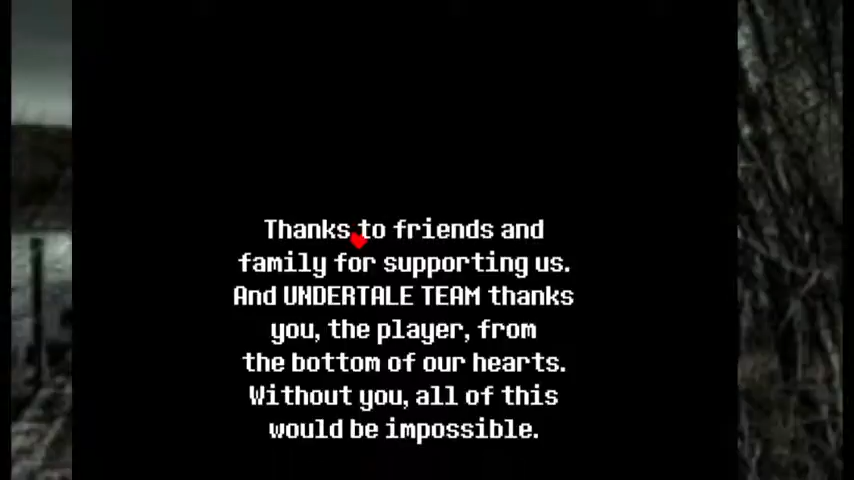 Thanks to friends and
family for supporting us.
And UNDERTALE TEAM thanks
you, the player, from
the bottom of our hearts.
Without you, all of this
would be impossible.